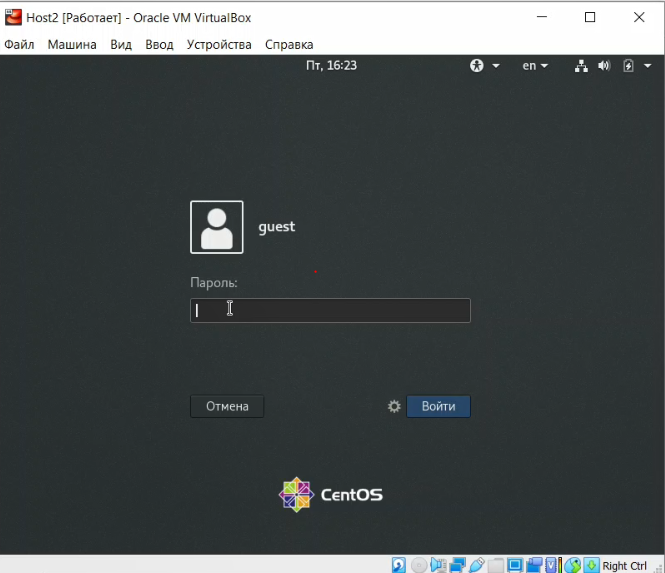 Host2 [Работает] - Oracle VM VirtualBox
Файл Машина Вид Ввод Устройства Справка
Пт, 16:23 en
guest
Пароль:
Отмена Войти
CentOS
Right Ctrl